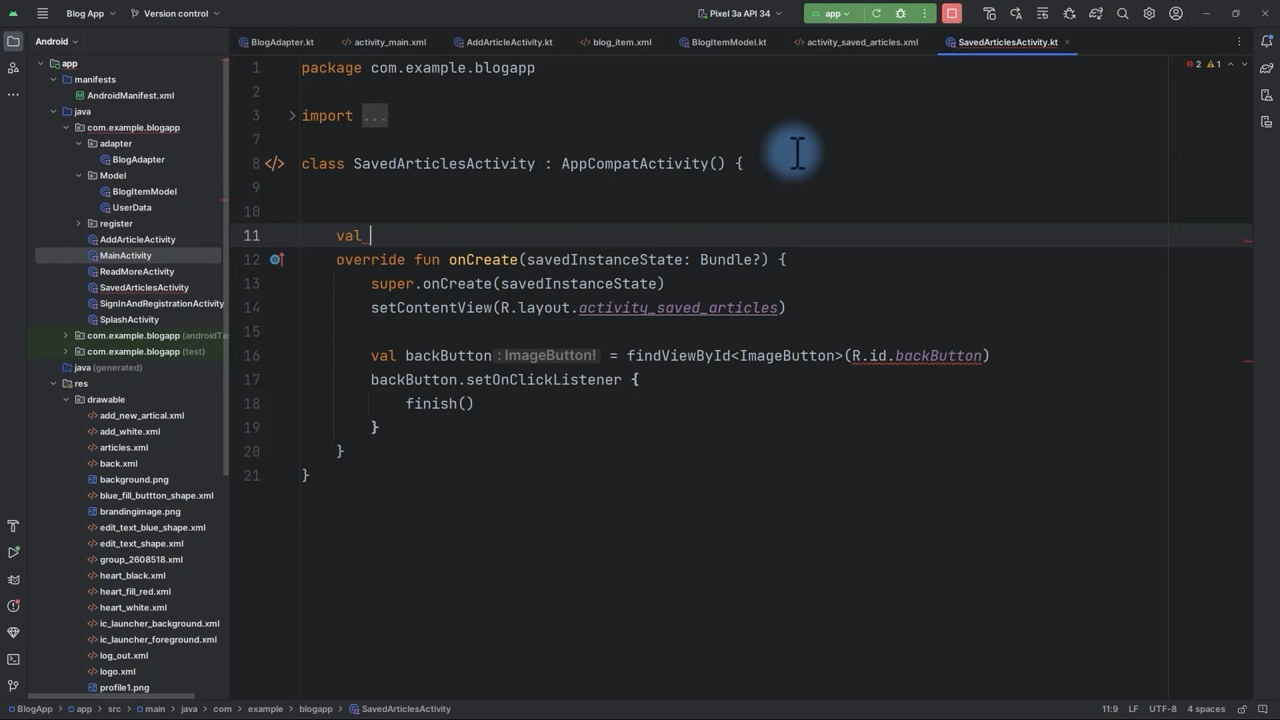 Blog App
Version control
Pixel 3a API 34
app
Android
BlogAdapter.kt
activity_main.xml
AddArticleActivity.kt
blog_item.xml
BlogItemModel.kt
activity_saved_articles.xml
SavedArticlesActivity.kt
app
manifests
AndroidManifest.xml
java
com.example.blogapp
adapter
BlogAdapter
Model
BlogItemModel
UserData
register
AddArticleActivity
MainActivity
ReadMoreActivity
SavedArticlesActivity
SignInAndRegistrationActivity
SplashActivity
com.example.blogapp (androidTe
com.example.blogapp (test)
java (generated)
res
drawable
add_new_artical.xml
add_white.xml
articles.xml
back.xml
background.png
blue_fill_buttton_shape.xml
brandingimage.png
edit_text_blue_shape.xml
edit_text_shape.xml
group_2608518.xml
heart_black.xml
heart_fill_red.xml
heart_white.xml
ic_launcher_background.xml
ic_launcher_foreground.xml
log_out.xml
logo.xml
profile1.png
2 1
1 package com.example.blogapp
2
3 import ...
7
8 class SavedArticlesActivity : AppCompatActivity() {
9
10
11 val
12 override fun onCreate(savedInstanceState: Bundle?) {
13 super.onCreate(savedInstanceState)
14 setContentView(R.layout.activity_saved_articles)
15
16 val backButton : ImageButton! = findViewById<ImageButton>(R.id.backButton)
17 backButton.setOnClickListener {
18 finish()
19 }
20 }
21 }
BlogApp > app > src > main > java > com > example > blogapp > SavedArticlesActivity
11:9 LF UTF-8 4 spaces